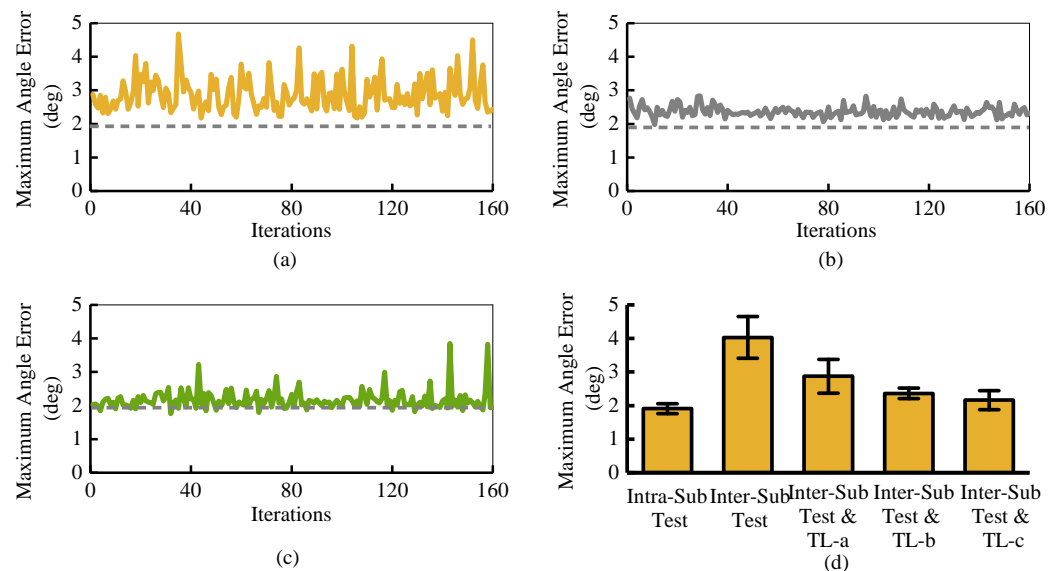 Maximum Angle Error
(deg)
5
4
3
2
1
0
0
40
80
120
160
Iterations
(a)
Maximum Angle Error
(deg)
5
4
3
2
1
0
0
40
80
120
160
Iterations
(b)
Maximum Angle Error
(deg)
5
4
3
2
1
0
0
40
80
120
160
Iterations
(c)
Maximum Angle Error
(deg)
5
4
3
2
1
0
Intra-Sub
Test
Inter-Sub
Test
Inter-Sub
Test &
TL-a
Inter-Sub
Test &
TL-b
Inter-Sub
Test &
TL-c
(d)